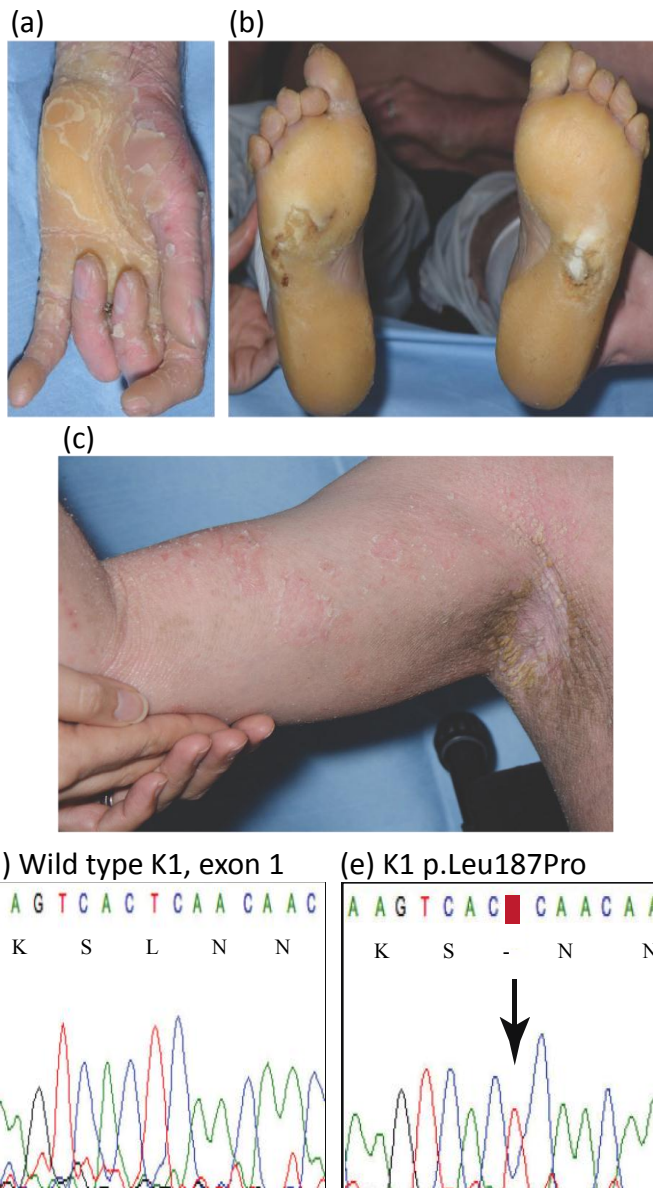 (a)
(b)
(c)
) Wild type K1, exon 1
A G T C A C T C A A C A A C
K S L N N
(e) K1 p.Leu187Pro
A A G T C A C C A A C A A
K S - N N